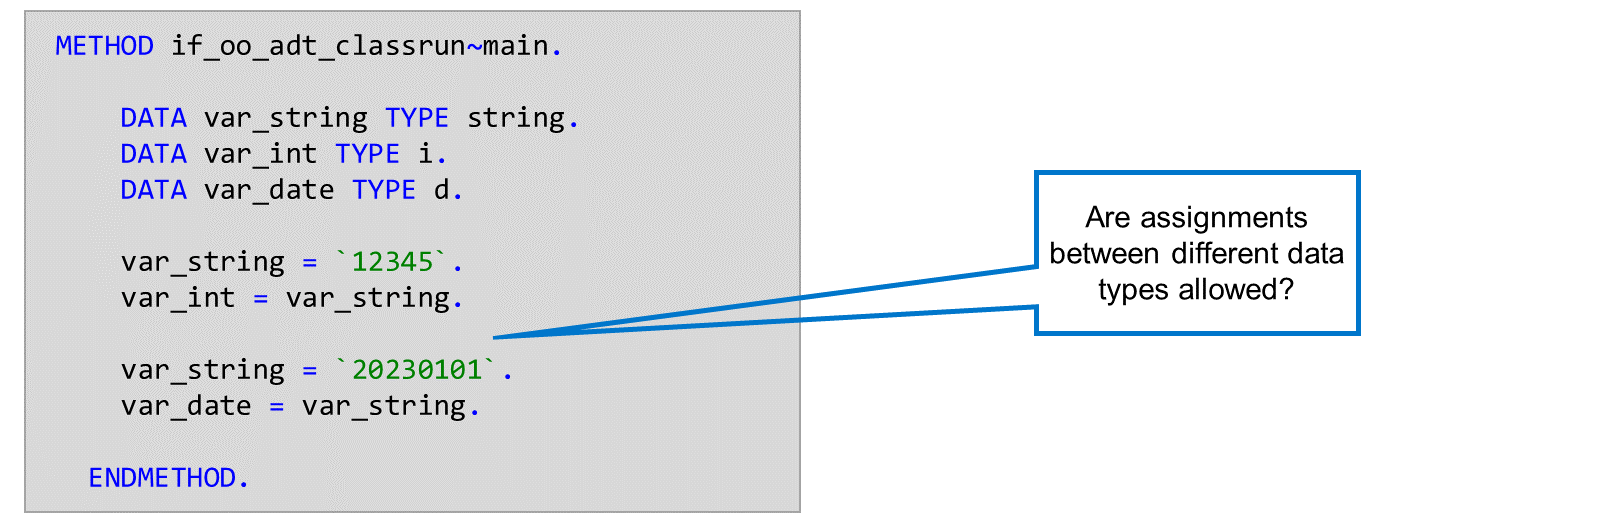 METHOD if_oo_adt_classrun~main.
DATA var_string TYPE string.
DATA var_int TYPE i.
DATA var_date TYPE d.
var_string = `12345`.
var_int = var_string.
var_string = `20230101`.
var_date = var_string.
ENDMETHOD.
Are assignments
between different data
types allowed?